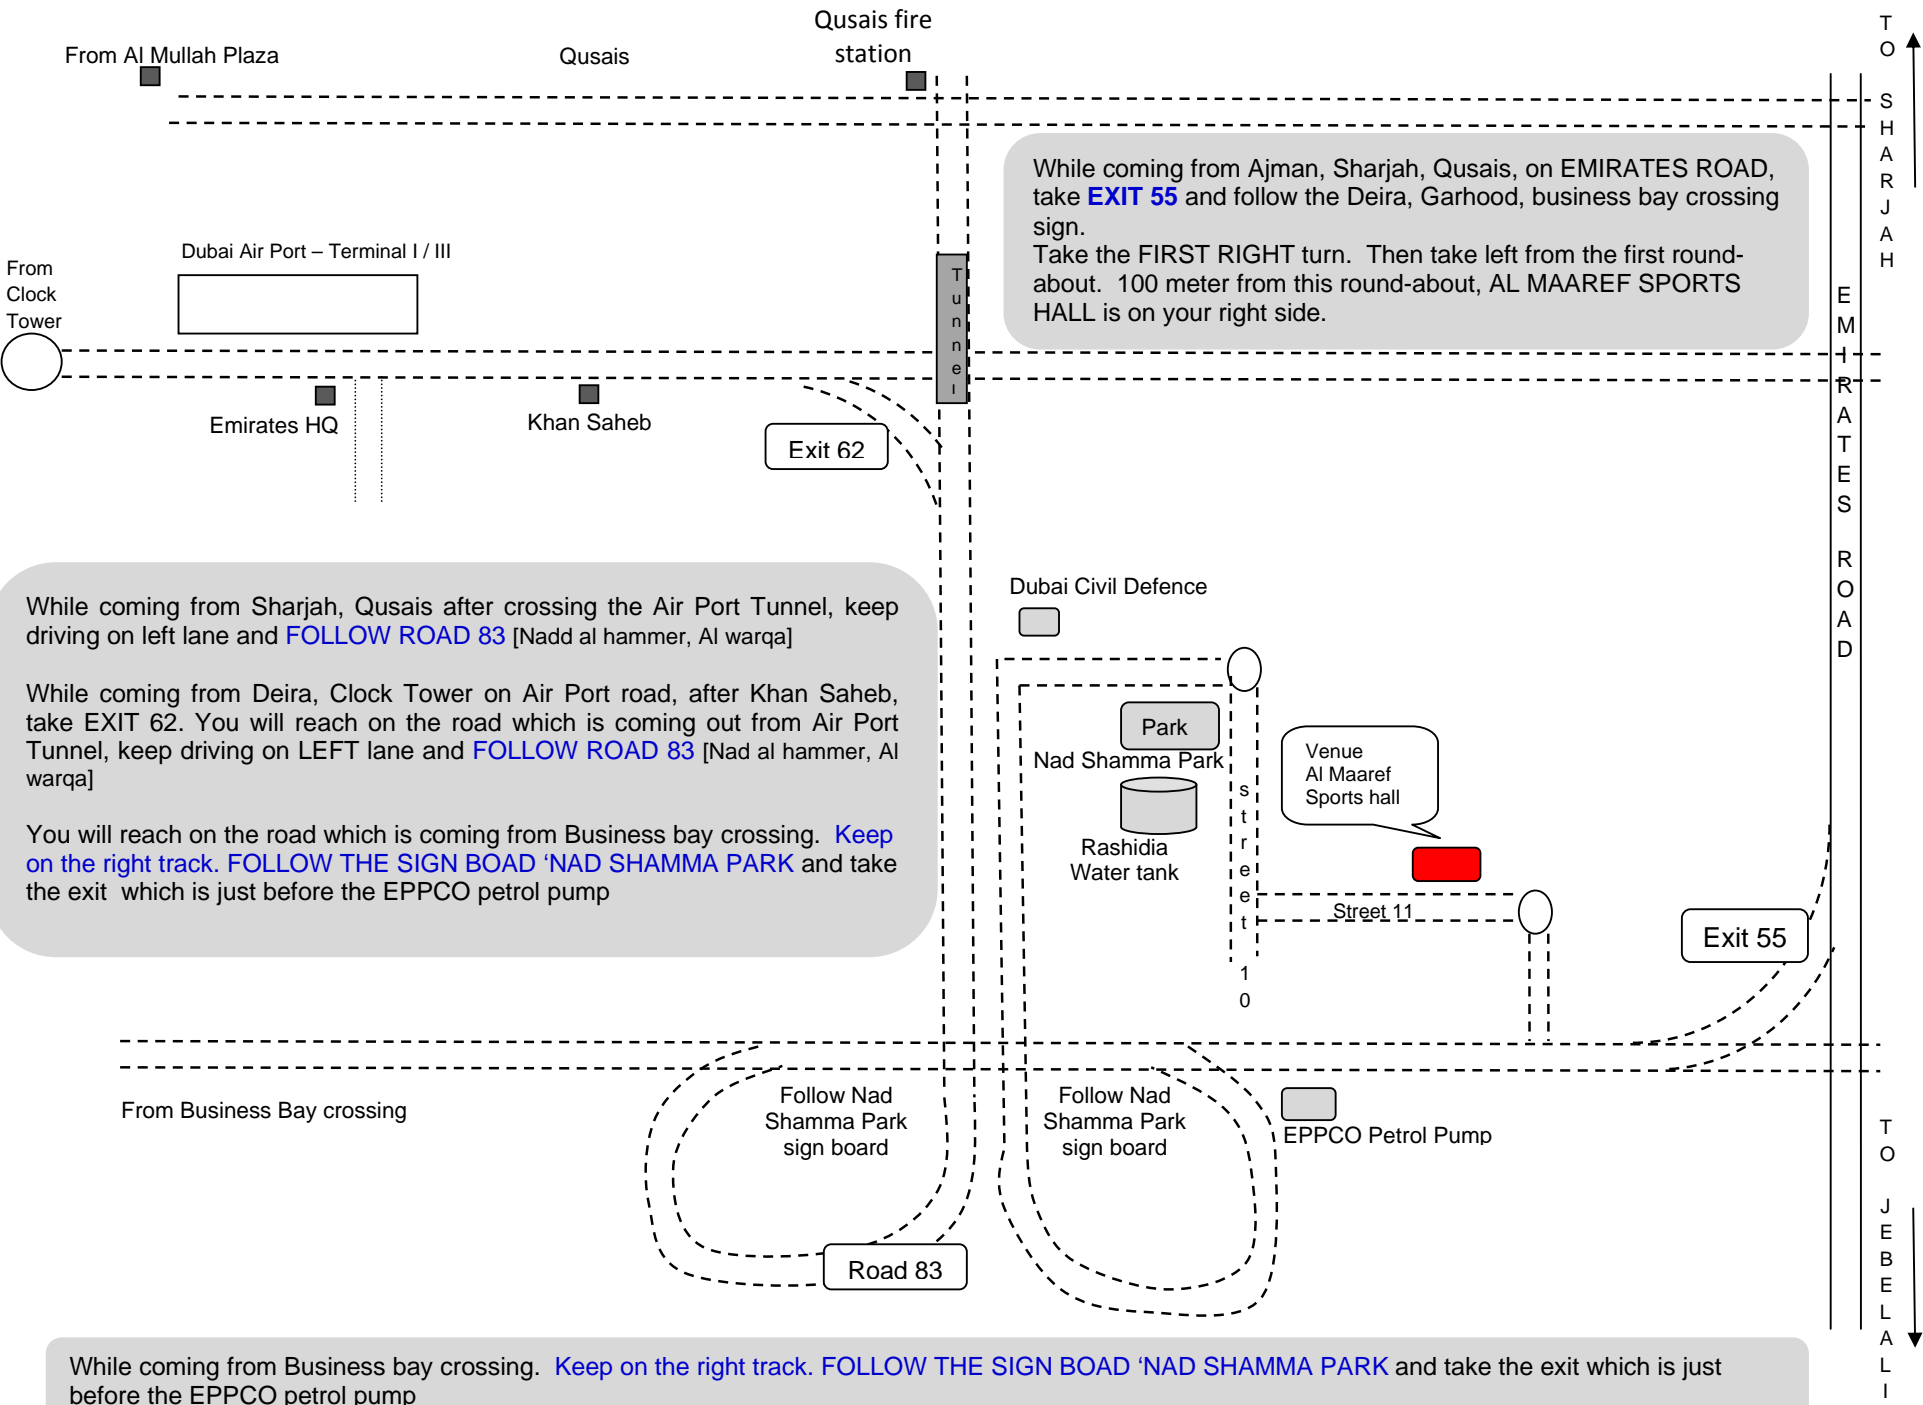 Qusais fire
station
From Al Mullah Plaza
Qusais
TO SHARJAH
While coming from Ajman, Sharjah, Qusais, on EMIRATES ROAD,
take EXIT 55 and follow the Deira, Garhood, business bay crossing
sign.
Take the FIRST RIGHT turn.  Then take left from the first round-
about.  100 meter from this round-about, AL MAAREF SPORTS
HALL is on your right side.
Dubai Air Port – Terminal I / III
From
Clock
Tower
Tunnel
EMIRATES ROAD
Emirates HQ
Khan Saheb
Exit 62
While coming from Sharjah, Qusais after crossing the Air Port Tunnel, keep
driving on left lane and FOLLOW ROAD 83 [Nadd al hammer, Al warqa]
While coming from Deira, Clock Tower on Air Port road, after Khan Saheb,
take EXIT 62. You will reach on the road which is coming out from Air Port
Tunnel, keep driving on LEFT lane and FOLLOW ROAD 83 [Nad al hammer, Al
warqa]
You will reach on the road which is coming from Business bay crossing.  Keep
on the right track. FOLLOW THE SIGN BOAD ‘NAD SHAMMA PARK and take
the exit  which is just before the EPPCO petrol pump
Dubai Civil Defence
Park
Nad Shamma Park
Rashidia
Water tank
street 10
Venue
Al Maaref
Sports hall
Street 11
Exit 55
From Business Bay crossing
Follow Nad
Shamma Park
sign board
Follow Nad
Shamma Park
sign board
EPPCO Petrol Pump
Road 83
TO JEBEL ALI
While coming from Business bay crossing.  Keep on the right track. FOLLOW THE SIGN BOAD ‘NAD SHAMMA PARK and take the exit which is just
before the EPPCO petrol pump